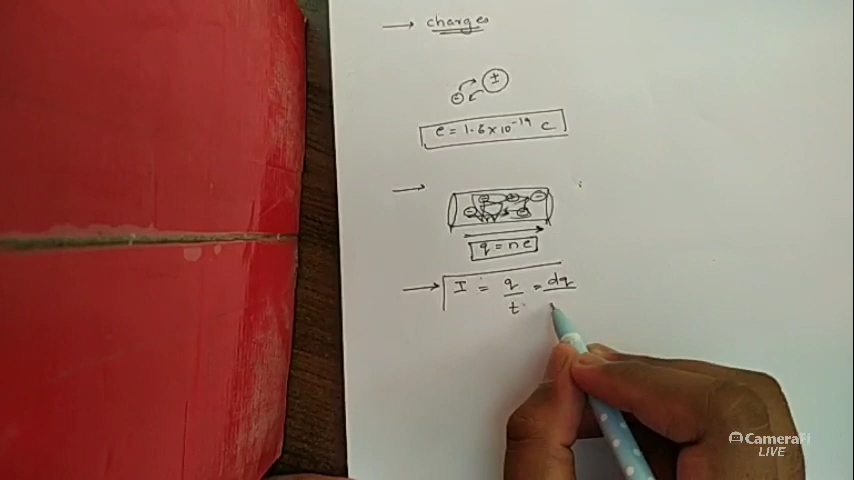 → charges
e = 1.6 × 10⁻¹⁹ C
q = ne
I = q/t = dq/
CameraFi
LIVE